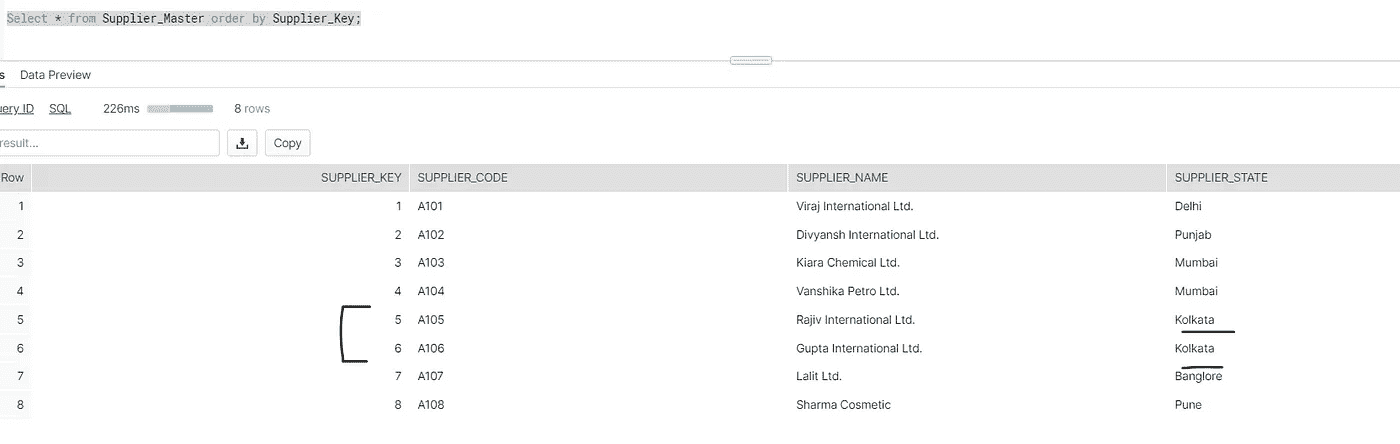 Select * from Supplier_Master order by Supplier_Key;
s Data Preview
uery ID SQL 226ms 8 rows
result... Copy
Row SUPPLIER_KEY SUPPLIER_CODE SUPPLIER_NAME SUPPLIER_STATE
1 1 A101 Viraj International Ltd. Delhi
2 2 A102 Divyansh International Ltd. Punjab
3 3 A103 Kiara Chemical Ltd. Mumbai
4 4 A104 Vanshika Petro Ltd. Mumbai
5 5 A105 Rajiv International Ltd. Kolkata
6 6 A106 Gupta International Ltd. Kolkata
7 7 A107 Lalit Ltd. Banglore
8 8 A108 Sharma Cosmetic Pune